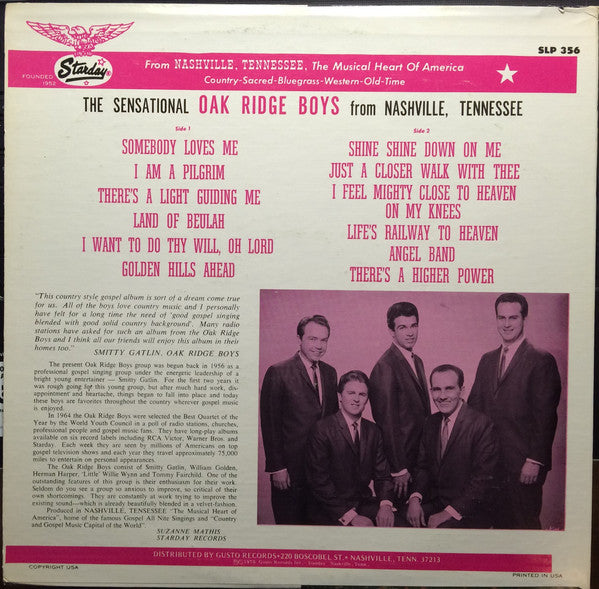 SLP 356
FOUNDED 1952
Starday®
From NASHVILLE, TENNESSEE, The Musical Heart Of America
Country-Sacred-Bluegrass-Western-Old-Time
THE SENSATIONAL OAK RIDGE BOYS from NASHVILLE, TENNESSEE
Side 1
SOMEBODY LOVES ME
I AM A PILGRIM
THERE'S A LIGHT GUIDING ME
LAND OF BEULAH
I WANT TO DO THY WILL, OH LORD
GOLDEN HILLS AHEAD
Side 2
SHINE SHINE DOWN ON ME
JUST A CLOSER WALK WITH THEE
I FEEL MIGHTY CLOSE TO HEAVEN
ON MY KNEES
LIFE'S RAILWAY TO HEAVEN
ANGEL BAND
THERE'S A HIGHER POWER
"This country style gospel album is sort of a dream come true
for us. All of the boys love country music and I personally
have felt for a long time the need of 'good gospel singing
blended with good solid country background'. Many radio
stations have asked for such an album from the Oak Ridge
Boys and I think all our friends will enjoy this album in their
homes too."
SMITTY GATLIN, OAK RIDGE BOYS
The present Oak Ridge Boys group was begun back in 1956 as a
professional gospel singing group under the energetic leadership of a
bright young entertainer — Smitty Gatlin. For the first two years it
was rough going for this young group, but after much hard work, dis-
appointment and heartache, things began to fall into place and today
these boys are favorites throughout the country wherever gospel music
is enjoyed.
In 1964 the Oak Ridge Boys were selected the Best Quartet of the
Year by the World Youth Council in a poll of radio stations, churches,
professional people and gospel music fans. They have long-play albums
available on six record labels including RCA Victor, Warner Bros. and
Starday. Each week they are seen by millions of Americans on top
gospel television shows and each year they travel approximately 75,000
miles to entertain on personal appearances.
The Oak Ridge Boys consist of Smitty Gatlin, William Golden,
Herman Harper, 'Little' Willie Wynn and Tommy Fairchild. One of the
outstanding features of this group is their enthusiasm for their work.
Seldom do you see a group so anxious to improve, so critical of their
own shortcomings. They are constantly at work trying to improve the
existing sound—which is already beautifully blended in a velvet-fashion.
Produced in NASHVILLE, TENSESSEE "The Musical Heart of
America", home of the famous Gospel All Nite Singings and "Country
and Gospel Music Capital of the World".
SUZANNE MATHIS
STARDAY RECORDS
DISTRIBUTED BY GUSTO RECORDS•220 BOSCOBEL ST.• NASHVILLE, TENN. 37213
1976 Gusto Records Inc.
COPYRIGHT USA
PRINTED IN USA